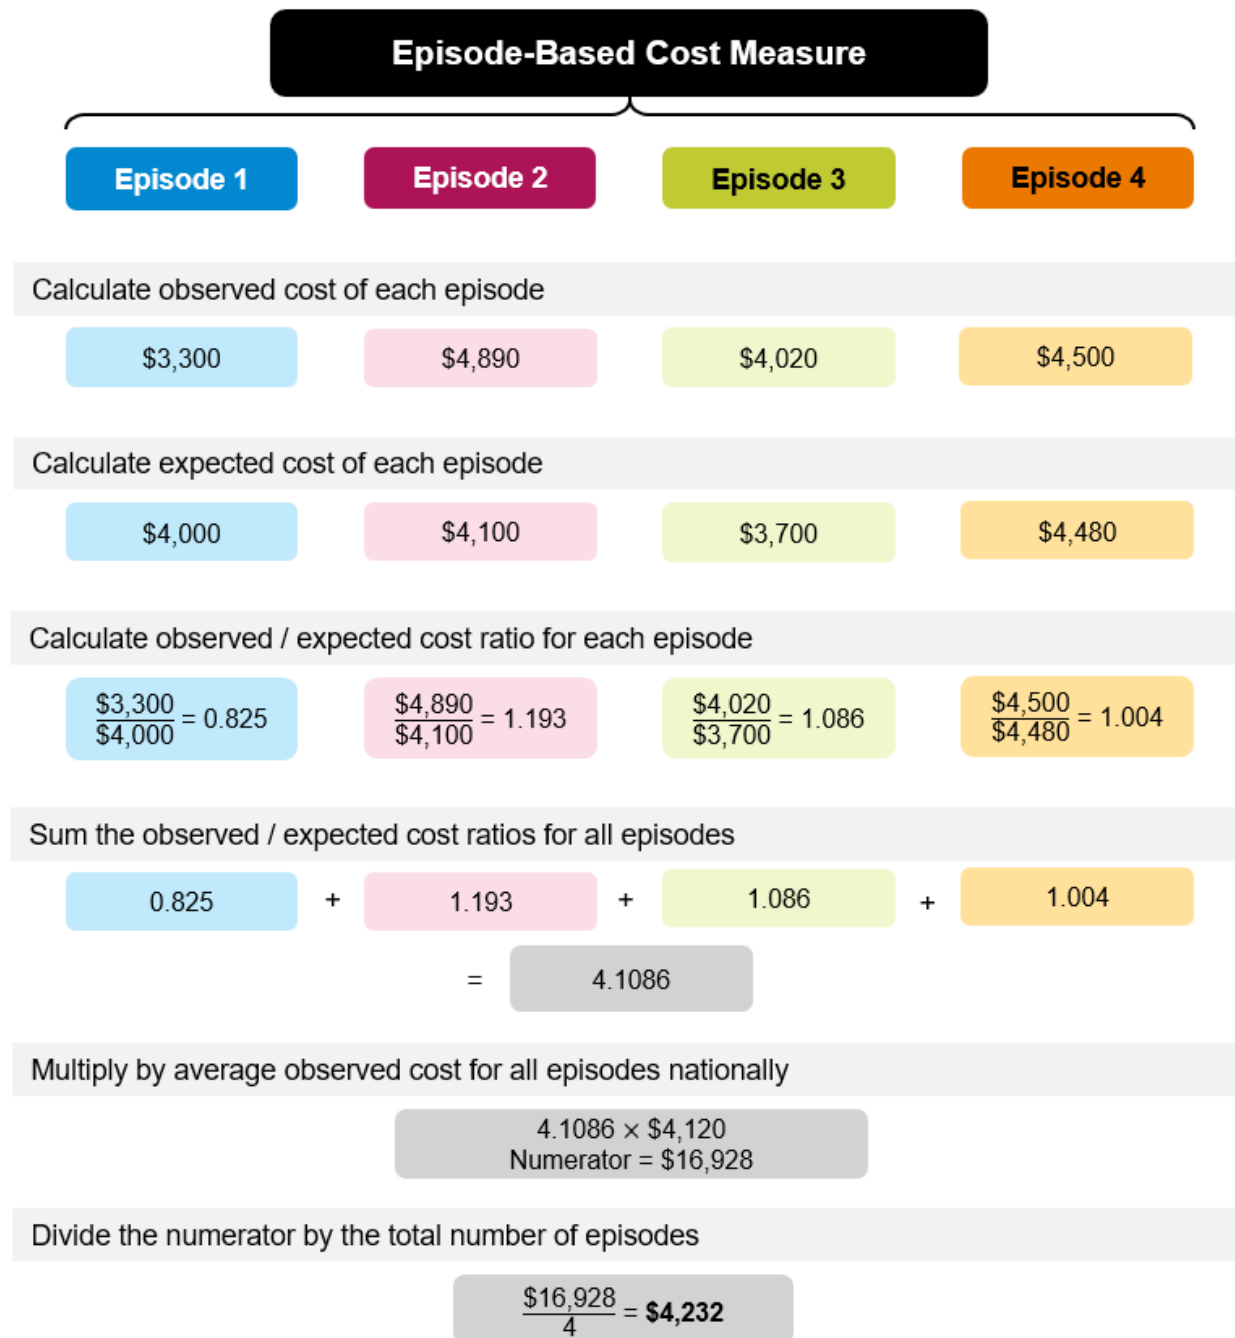 Episode-Based Cost Measure
Episode 1 Episode 2 Episode 3 Episode 4
Calculate observed cost of each episode
$3,300 $4,890 $4,020 $4,500
Calculate expected cost of each episode
$4,000 $4,100 $3,700 $4,480
Calculate observed / expected cost ratio for each episode
$3,300/$4,000 = 0.825 $4,890/$4,100 = 1.193 $4,020/$3,700 = 1.086 $4,500/$4,480 = 1.004
Sum the observed / expected cost ratios for all episodes
0.825 + 1.193 + 1.086 + 1.004
= 4.1086
Multiply by average observed cost for all episodes nationally
4.1086 × $4,120
Numerator = $16,928
Divide the numerator by the total number of episodes
$16,928/4 = $4,232